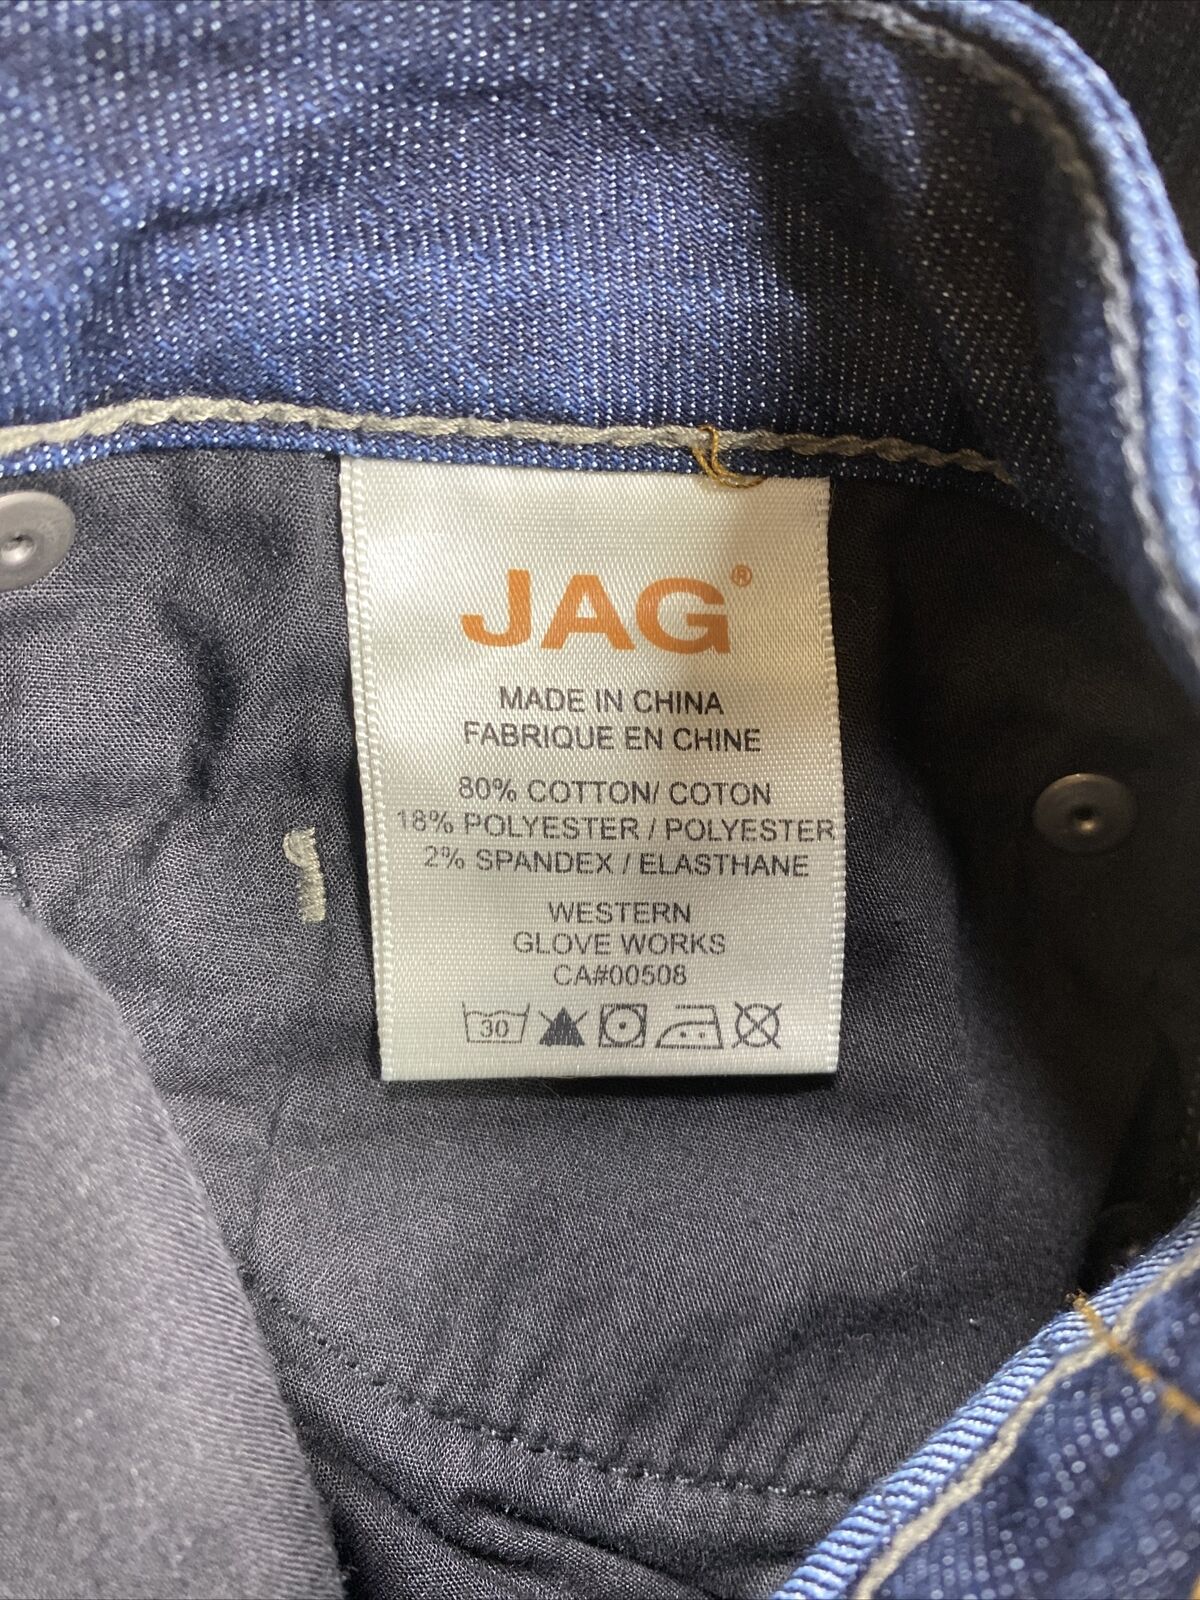 JAG®
MADE IN CHINA
FABRIQUE EN CHINE
80% COTTON/ COTON
18% POLYESTER / POLYESTER
2% SPANDEX / ELASTHANE
WESTERN
GLOVE WORKS
CA#00508
30